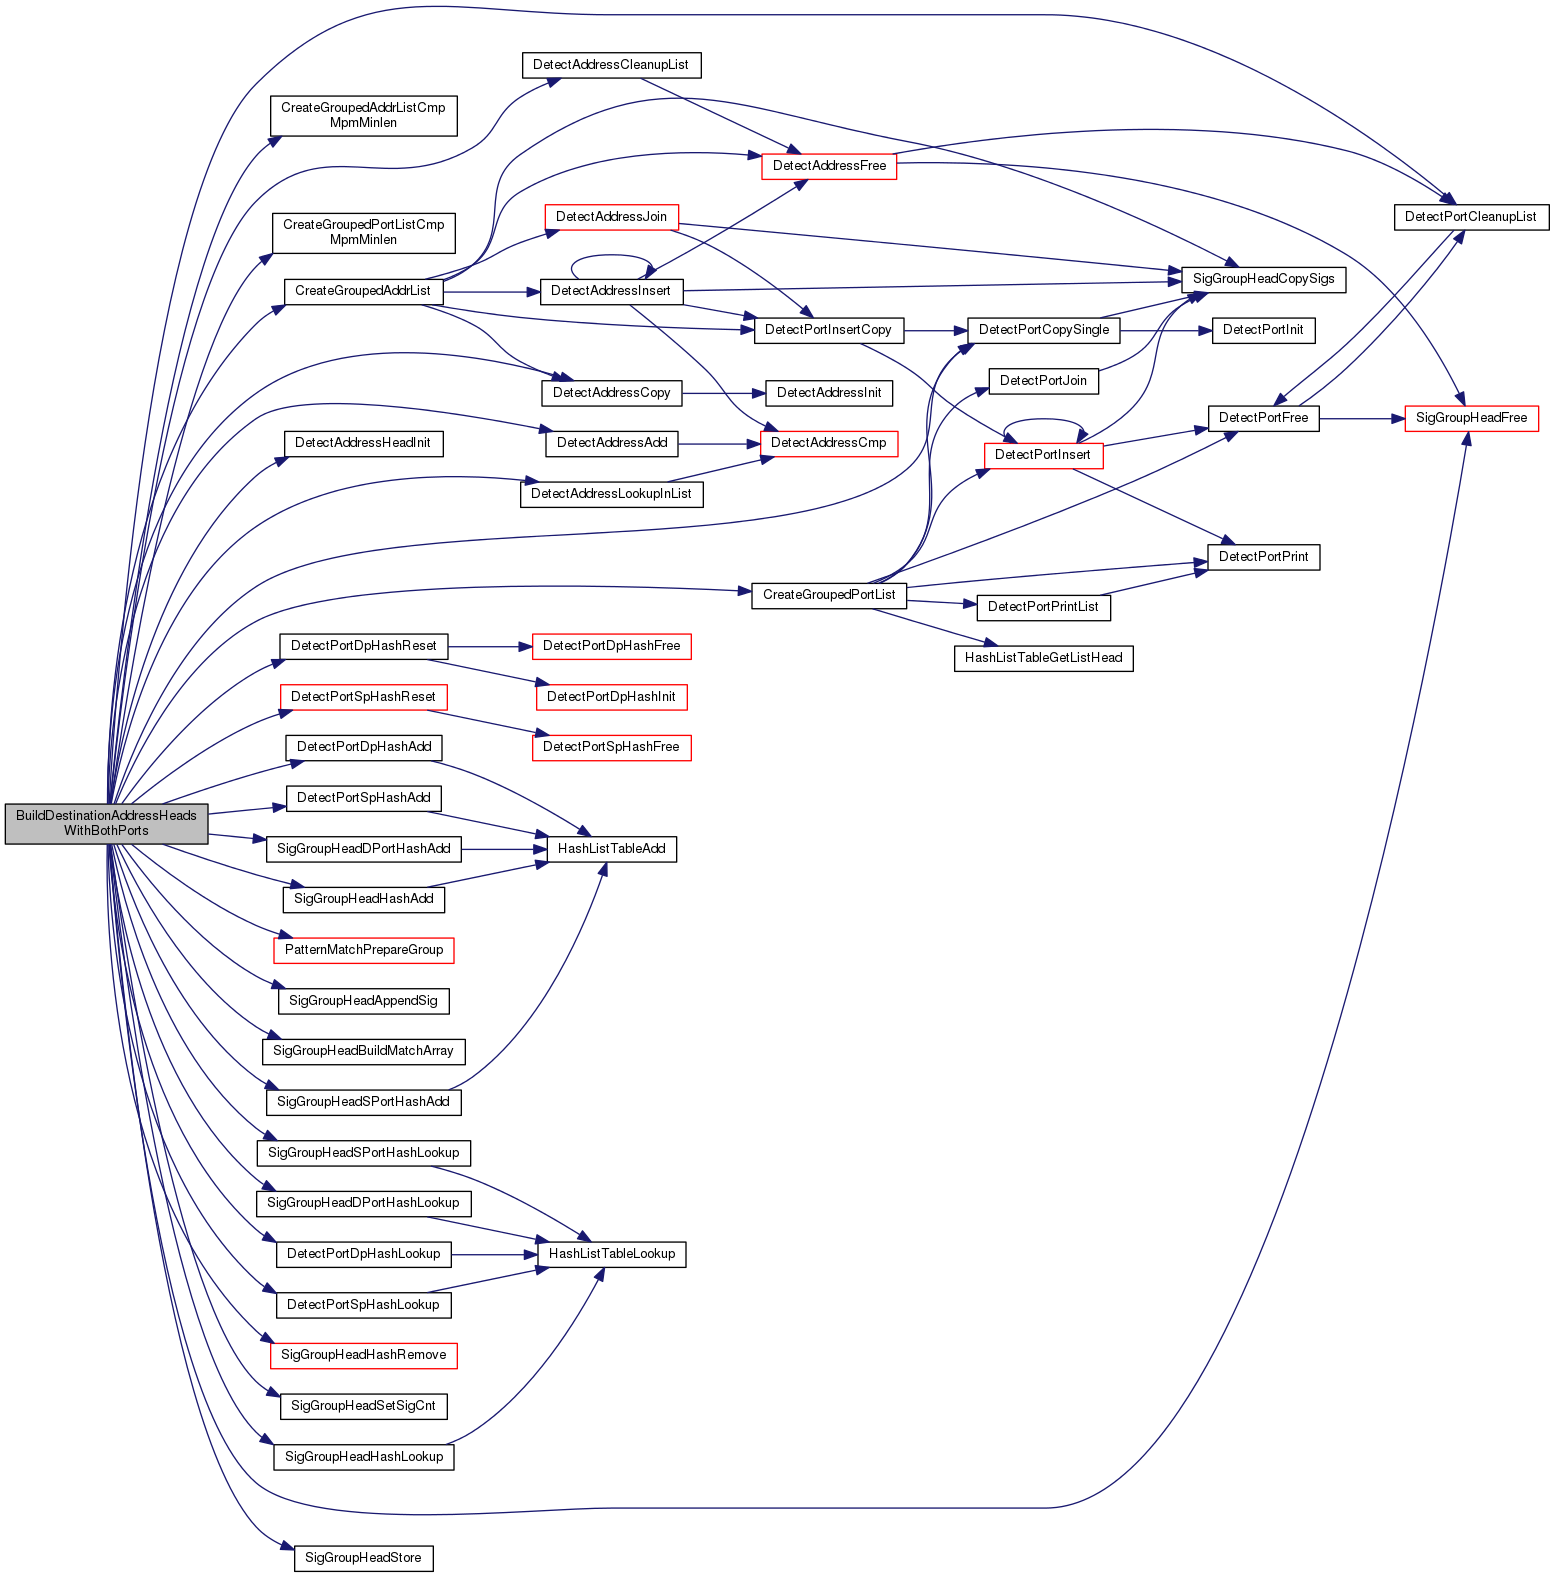 DetectAddressCleanupList
CreateGroupedAddrListCmp
MpmMinlen
DetectAddressFree
CreateGroupedPortListCmp
MpmMinlen
DetectAddressJoin
DetectPortCleanupList
CreateGroupedAddrList
DetectAddressInsert
SigGroupHeadCopySigs
DetectPortInsertCopy
DetectPortCopySingle
DetectPortInit
DetectAddressCopy
DetectAddressInit
DetectPortJoin
DetectPortFree
SigGroupHeadFree
DetectAddressHeadInit
DetectAddressAdd
DetectAddressCmp
DetectPortInsert
DetectAddressLookupInList
DetectPortPrint
CreateGroupedPortList
DetectPortPrintList
DetectPortDpHashReset
DetectPortDpHashFree
HashListTableGetListHead
DetectPortSpHashReset
DetectPortDpHashInit
DetectPortDpHashAdd
DetectPortSpHashFree
DetectPortSpHashAdd
BuildDestinationAddressHeads
WithBothPorts
SigGroupHeadDPortHashAdd
HashListTableAdd
SigGroupHeadHashAdd
PatternMatchPrepareGroup
SigGroupHeadAppendSig
SigGroupHeadBuildMatchArray
SigGroupHeadSPortHashAdd
SigGroupHeadSPortHashLookup
SigGroupHeadDPortHashLookup
DetectPortDpHashLookup
HashListTableLookup
DetectPortSpHashLookup
SigGroupHeadHashRemove
SigGroupHeadSetSigCnt
SigGroupHeadHashLookup
SigGroupHeadStore